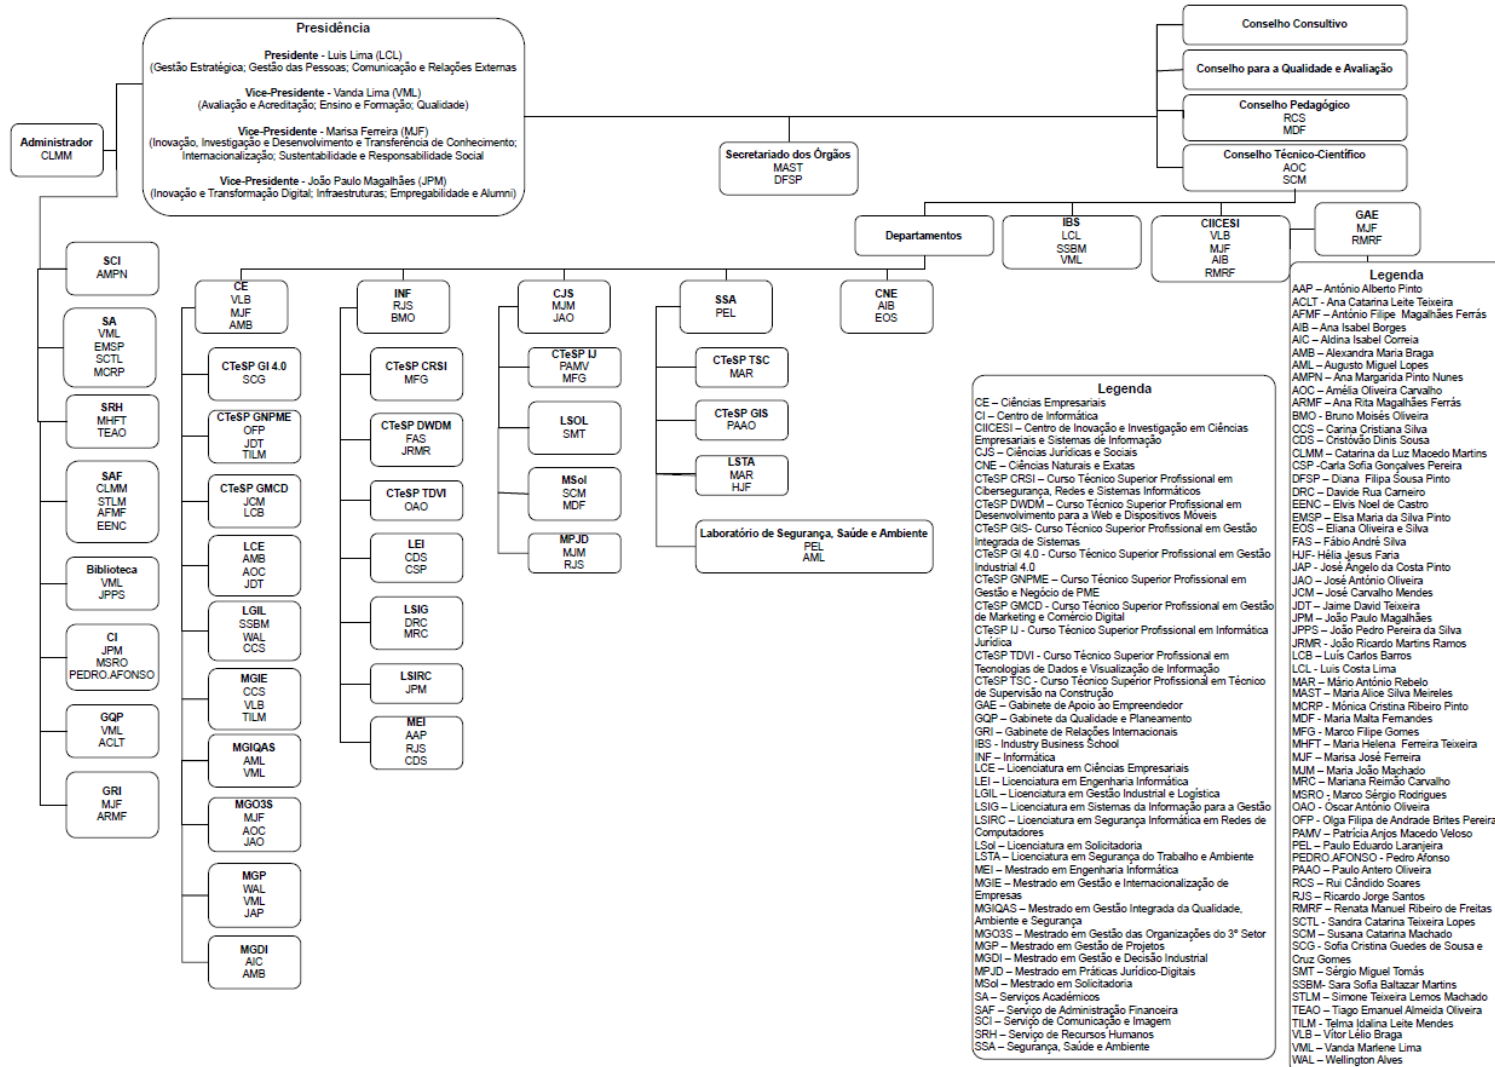 Presidência
Presidente - Luis Lima (LCL)
(Gestão Estratégica; Gestão das Pessoas; Comunicação e Relações Externas
Vice-Presidente - Vanda Lima (VML)
(Avaliação e Acreditação; Ensino e Formação; Qualidade)
Vice-Presidente - Marisa Ferreira (MJF)
(Inovação, Investigação e Desenvolvimento e Transferência de Conhecimento;
Internacionalização; Sustentabilidade e Responsabilidade Social
Vice-Presidente - João Paulo Magalhães (JPM)
(Inovação e Transformação Digital; Infraestruturas; Empregabilidade e Alumni)
Administrador
CLMM
Secretariado dos Órgãos
MAST
DFSP
Conselho Consultivo
Conselho para a Qualidade e Avaliação
Conselho Pedagógico
RCS
MDF
Conselho Técnico-Científico
AOC
SCM
Departamentos
IBS
LCL
SSBM
VML
CIICESI
VLB
MJF
AIB
RMRF
GAE
MJF
RMRF
SCI
AMPN
SA
VML
EMSP
SCTL
MCRP
SRH
MHFT
TEAO
SAF
CLMM
STLM
AFMF
EENC
Biblioteca
VML
JPPS
CI
JPM
MSRO
PEDRO.AFONSO
GQP
VML
ACLT
GRI
MJF
ARMF
CE
VLB
MJF
AMB
CTeSP GI 4.0
SCG
CTeSP GNPME
OFP
JDT
TILM
CTeSP GMCD
JCM
LCB
LCE
AMB
AOC
JDT
LGIL
SSBM
WAL
CCS
MGIE
CCS
VLB
TILM
MGIQAS
AML
VML
MGO3S
MJF
AOC
JAO
MGP
WAL
VML
JAP
MGDI
AIC
AMB
INF
RJS
BMO
CTeSP CRSI
MFG
CTeSP DWDM
FAS
JRMR
CTeSP TDVI
OAO
LEI
CDS
CSP
LSIG
DRC
MRC
LSIRC
JPM
MEI
AAP
RJS
CDS
CJS
MJM
JAO
CTeSP IJ
PAMV
MFG
LSOL
SMT
MSol
SCM
MDF
MPJD
MJM
RJS
SSA
PEL
CTeSP TSC
MAR
CTeSP GIS
PAAO
LSTA
MAR
HJF
Laboratório de Segurança, Saúde e Ambiente
PEL
AML
CNE
AIB
EOS
Legenda
CE – Ciências Empresariais
CI – Centro de Informática
CIICESI – Centro de Inovação e Investigação em Ciências
Empresariais e Sistemas de Informação
CJS – Ciências Jurídicas e Sociais
CNE – Ciências Naturais e Exatas
CTeSP CRSI – Curso Técnico Superior Profissional em
Cibersegurança, Redes e Sistemas Informáticos
CTeSP DWDM – Curso Técnico Superior Profissional em
Desenvolvimento para a Web e Dispositivos Móveis
CTeSP GIS- Curso Técnico Superior Profissional em Gestão
Integrada de Sistemas
CTeSP GI 4.0 - Curso Técnico Superior Profissional em Gestão
Industrial 4.0
CTeSP GNPME – Curso Técnico Superior Profissional em
Gestão e Negócio de PME
CTeSP GMCD - Curso Técnico Superior Profissional em Gestão
de Marketing e Comércio Digital
CTeSP IJ - Curso Técnico Superior Profissional em Informática
Jurídica
CTeSP TDVI - Curso Técnico Superior Profissional em
Tecnologias de Dados e Visualização de Informação
CTeSP TSC - Curso Técnico Superior Profissional em Técnico
de Supervisão na Construção
GAE – Gabinete de Apoio ao Empreendedor
GQP – Gabinete da Qualidade e Planeamento
GRI – Gabinete de Relações Internacionais
IBS - Industry Business School
INF – Informática
LCE – Licenciatura em Ciências Empresariais
LEI – Licenciatura em Engenharia Informática
LGIL – Licenciatura em Gestão Industrial e Logística
LSIG – Licenciatura em Sistemas da Informação para a Gestão
LSIRC – Licenciatura em Segurança Informática em Redes de
Computadores
LSol – Licenciatura em Solicitadoria
LSTA – Licenciatura em Segurança do Trabalho e Ambiente
MEI – Mestrado em Engenharia Informática
MGIE – Mestrado em Gestão e Internacionalização de
Empresas
MGIQAS – Mestrado em Gestão Integrada da Qualidade,
Ambiente e Segurança
MGO3S – Mestrado em Gestão das Organizações do 3º Setor
MGP – Mestrado em Gestão de Projetos
MGDI – Mestrado em Gestão e Decisão Industrial
MPJD – Mestrado em Práticas Jurídico-Digitais
MSol – Mestrado em Solicitadoria
SA – Serviços Académicos
SAF – Serviço de Administração Financeira
SCI – Serviço de Comunicação e Imagem
SRH – Serviço de Recursos Humanos
SSA – Segurança, Saúde e Ambiente
Legenda
AAP – António Alberto Pinto
ACLT - Ana Catarina Leite Teixeira
AFMF – António Filipe Magalhães Ferrás
AIB – Ana Isabel Borges
AIC – Aldina Isabel Correia
AMB – Alexandra Maria Braga
AML – Augusto Miguel Lopes
AMPN – Ana Margarida Pinto Nunes
AOC – Amélia Oliveira Carvalho
ARMF – Ana Rita Magalhães Ferrás
BMO - Bruno Moisés Oliveira
CCS – Carina Cristiana Silva
CDS – Cristóvão Dinis Sousa
CLMM – Catarina da Luz Macedo Martins
CSP -Carla Sofia Gonçalves Pereira
DFSP – Diana Filipa Sousa Pinto
DRC – Davide Rua Carneiro
EENC – Elvis Noel de Castro
EMSP – Elsa Maria da Silva Pinto
EOS – Eliana Oliveira e Silva
FAS – Fábio André Silva
HJF- Hélia Jesus Faria
JAP – José Ângelo da Costa Pinto
JAO – José António Oliveira
JCM – José Carvalho Mendes
JDT – Jaime David Teixeira
JPM – João Paulo Magalhães
JPPS – João Pedro Pereira da Silva
JRMR- João Ricardo Martins Ramos
LCB – Luís Carlos Barros
LCL - Luis Costa Lima
MAR – Mário António Rebelo
MAST – Maria Alice Silva Meireles
MCRP – Mónica Cristina Ribeiro Pinto
MDF – Maria Malta Fernandes
MFG – Marco Filipe Gomes
MHFT – Maria Helena Ferreira Teixeira
MJF – Marisa José Ferreira
MJM – Maria João Machado
MRC – Mariana Reimão Carvalho
MSRO - Marco Sérgio Rodrigues
OAO - Óscar António Oliveira
OFP - Olga Filipa de Andrade Brites Pereira
PAMV – Patrícia Anjos Macedo Veloso
PEL – Paulo Eduardo Laranjeira
PEDRO.AFONSO - Pedro Afonso
PAAO – Paulo Antero Oliveira
RCS – Rui Cândido Soares
RJS – Ricardo Jorge Santos
RMRF – Renata Manuel Ribeiro de Freitas
SCTL - Sandra Catarina Teixeira Lopes
SCM – Susana Catarina Machado
SCG - Sofia Cristina Guedes de Sousa e
Cruz Gomes
SMT – Sérgio Miguel Tomás
SSBM- Sara Sofia Baltazar Martins
STLM – Simone Teixeira Lemos Machado
TEAO – Tiago Emanuel Almeida Oliveira
TILM - Telma Idalina Leite Mendes
VLB – Vítor Lélio Braga
VML – Vanda Marlene Lima
WAL – Wellington Alves